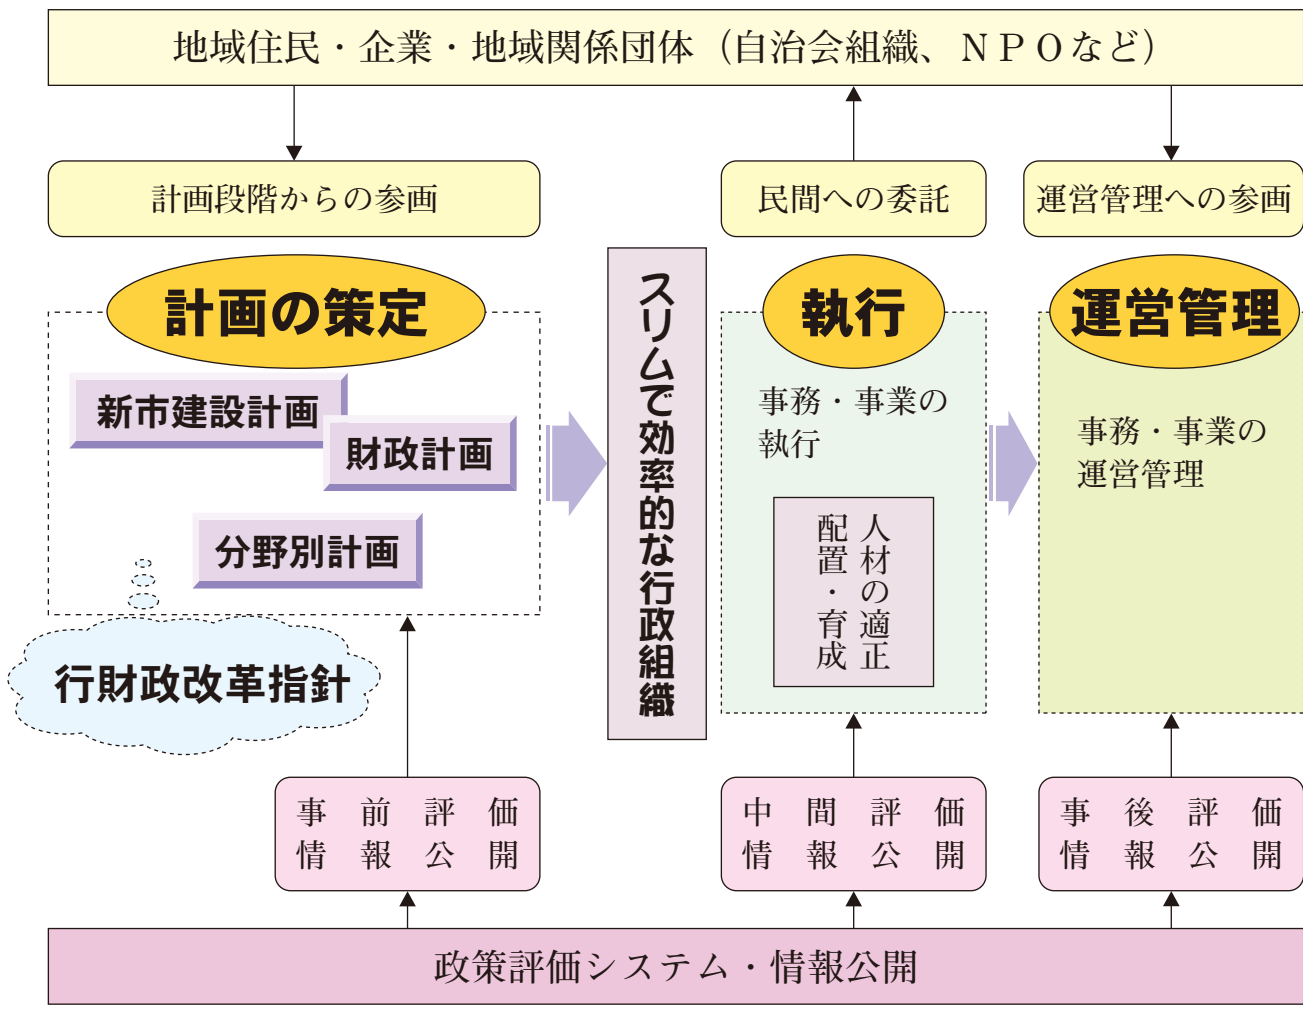 地域住民・企業・地域関係団体（自治会組織、ＮＰＯなど）
計画段階からの参画
民間への委託
運営管理への参画
計画の策定
新市建設計画
財政計画
分野別計画
行財政改革指針
スリムで効率的な行政組織
執行
事務・事業の
執行
人材の適正
配置・育成
運営管理
事務・事業の
運営管理
事前評価
情報公開
中間評価
情報公開
事後評価
情報公開
政策評価システム・情報公開